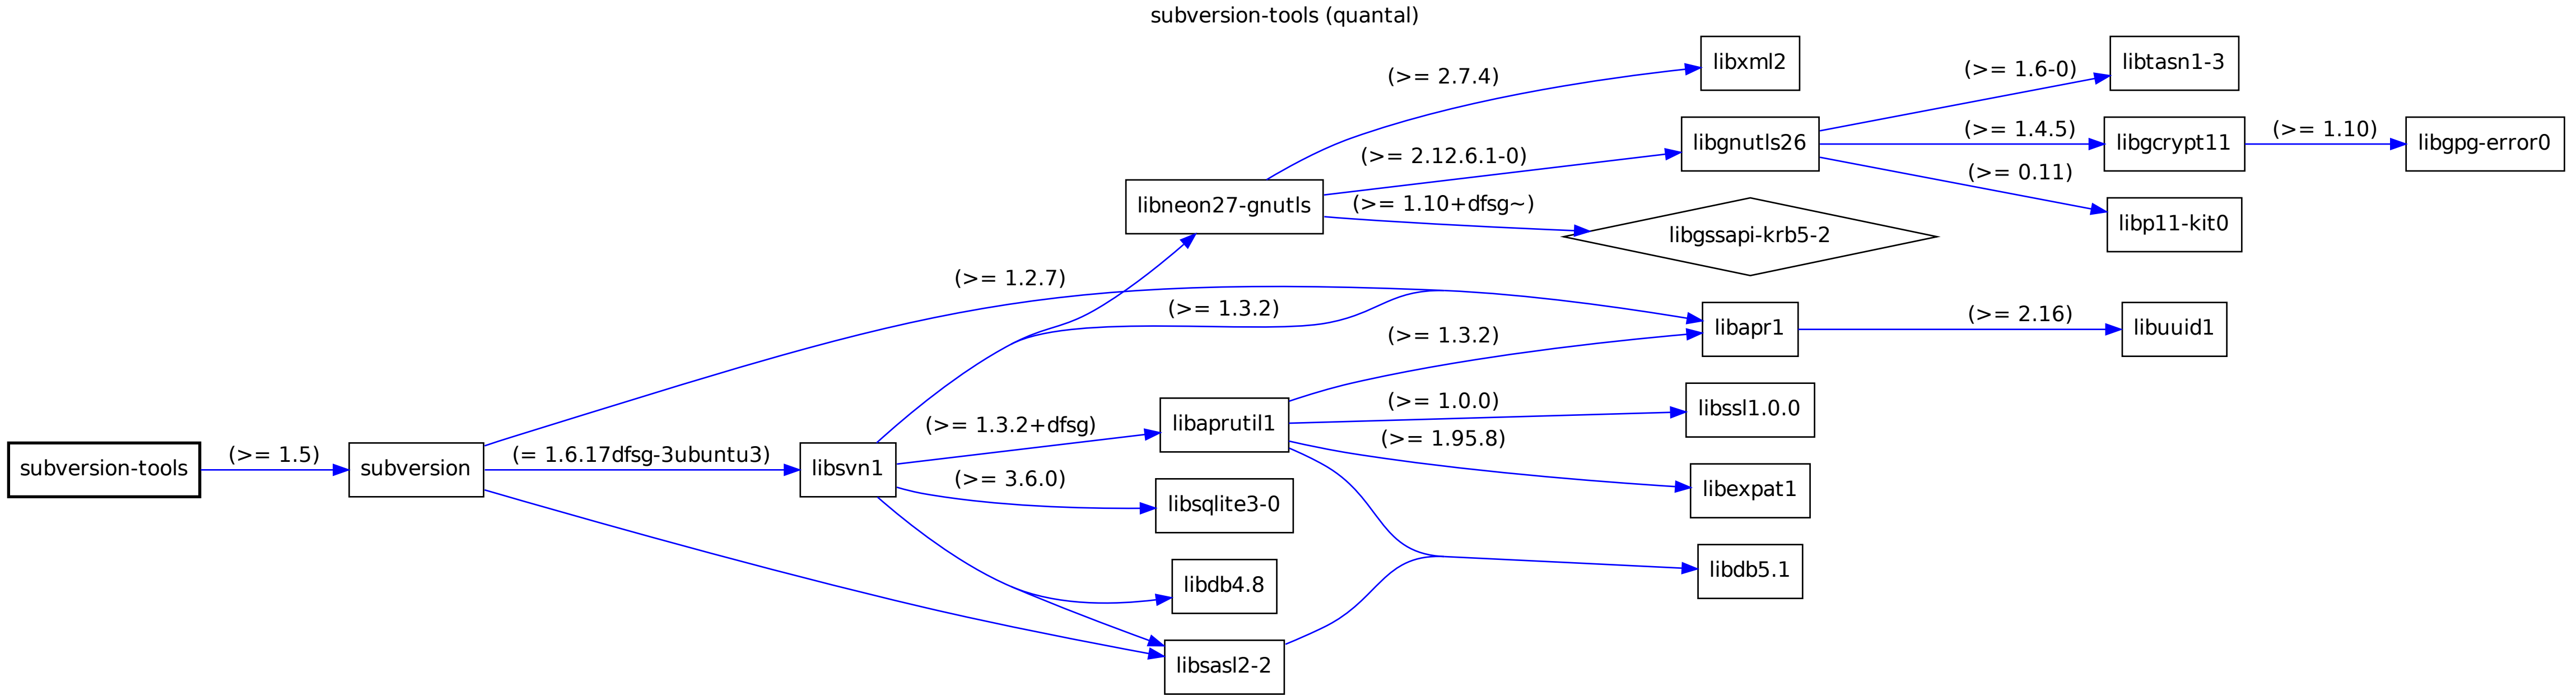 subversion-tools (quantal)
libxml2
(>= 2.7.4)
libtasn1-3
(>= 1.6-0)
(>= 1.4.5)
libgnutls26
libgcrypt11
(>= 1.10)
libgpg-error0
(>= 2.12.6.1-0)
(>= 0.11)
libneon27-gnutls
(>= 1.10+dfsg~)
libp11-kit0
libgssapi-krb5-2
(>= 1.2.7)
(>= 1.3.2)
libapr1
(>= 2.16)
libuuid1
(>= 1.3.2)
(>= 1.0.0)
libssl1.0.0
(>= 1.3.2+dfsg)
libaprutil1
(>= 1.95.8)
subversion-tools
(>= 1.5)
subversion
(= 1.6.17dfsg-3ubuntu3)
libsvn1
(>= 3.6.0)
libexpat1
libsqlite3-0
libdb5.1
libdb4.8
libsasl2-2